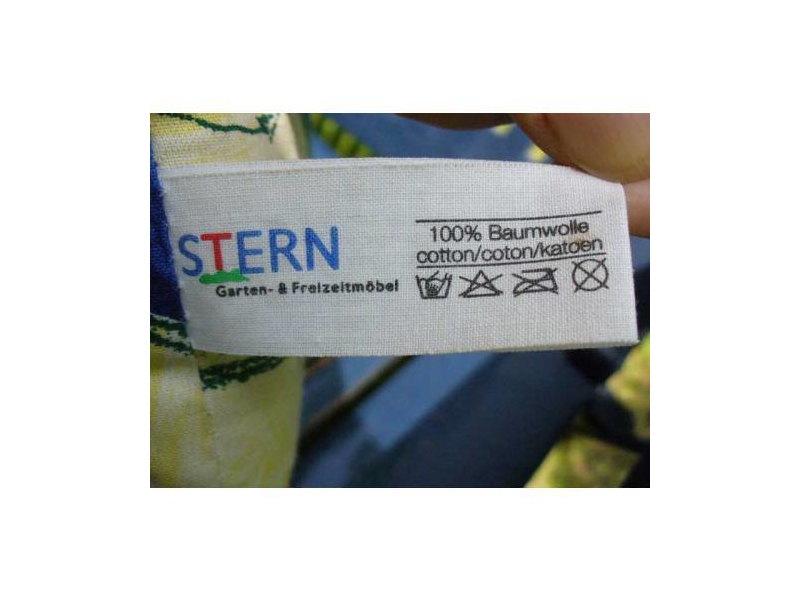 STERN
Garten- & Freizeitmöbel
100% Baumwolle
cotton/coton/katoen